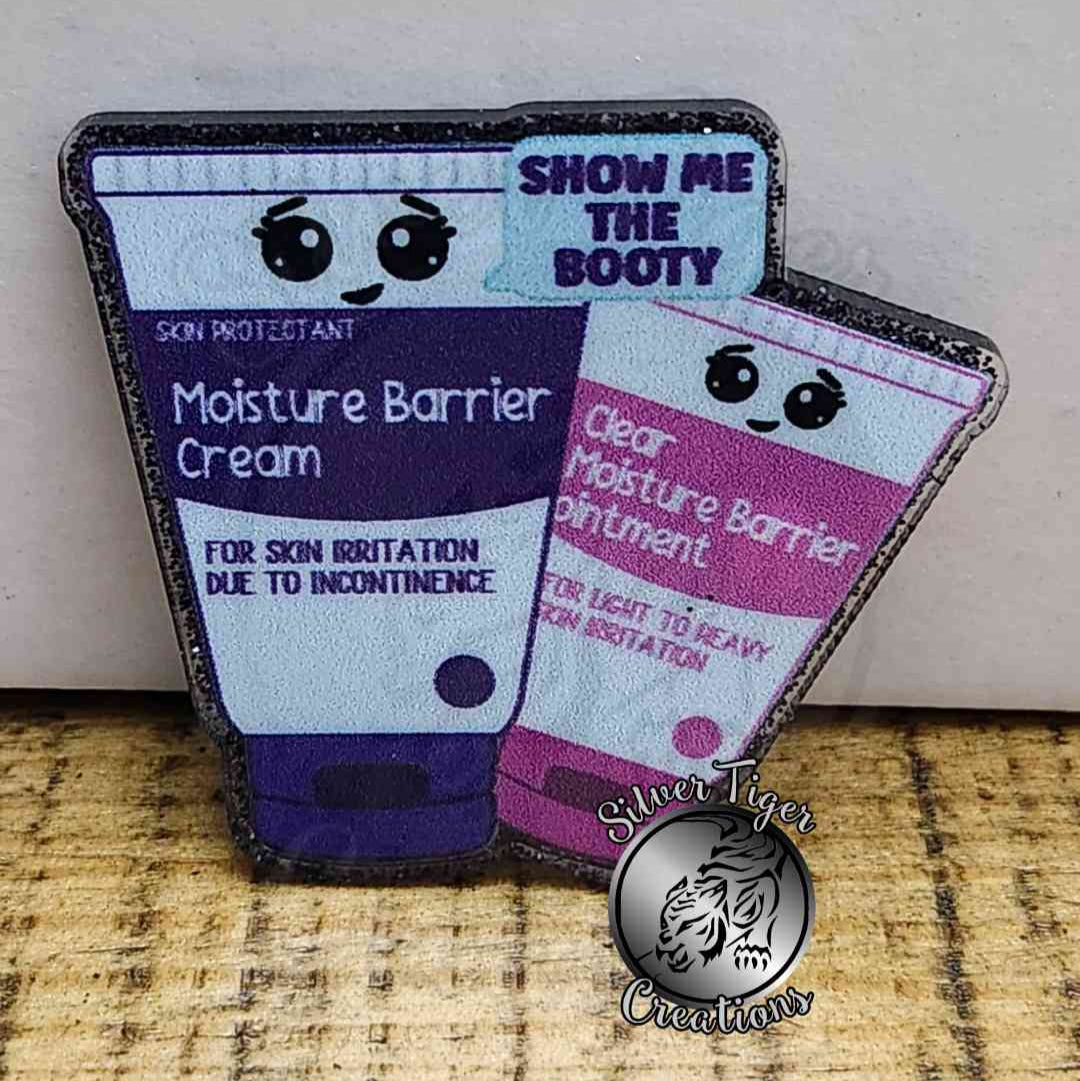 SHOW ME
THE
BOOTY
SKIN PROTECTANT
Moisture Barrier
Cream
FOR SKIN IRRITATION
DUE TO INCONTINENCE
Clear
Moisture Barrier
Ointment
FOR LIGHT TO HEAVY
SKIN IRRITATION
Silver Tiger
Creations